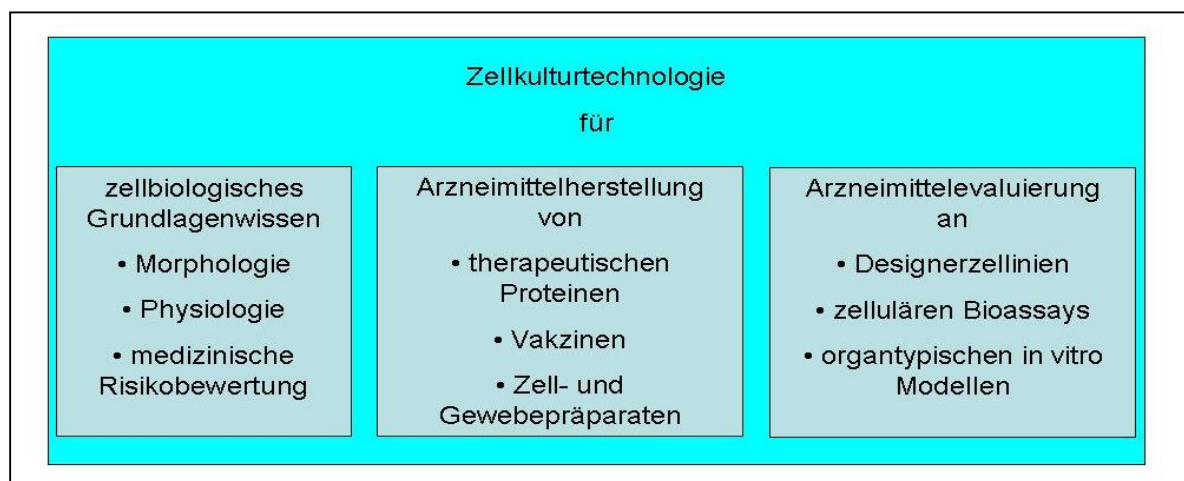 Zellkulturtechnologie
für
zellbiologisches
Grundlagenwissen
• Morphologie
• Physiologie
• medizinische
Risikobewertung
Arzneimittelherstellung
von
• therapeutischen
Proteinen
• Vakzinen
• Zell- und
Gewebepräparaten
Arzneimittelevaluierung
an
• Designerzellinien
• zellulären Bioassays
• organtypischen in vitro
Modellen